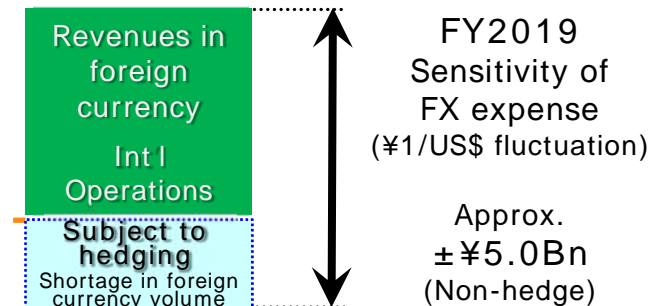 Revenues in
foreign
currency
Int'l
Operations
Subject to
hedging
Shortage in foreign
currency volume
FY2019
Sensitivity of
FX expense
(¥1/US$ fluctuation)
Approx.
±¥5.0Bn
(Non-hedge)